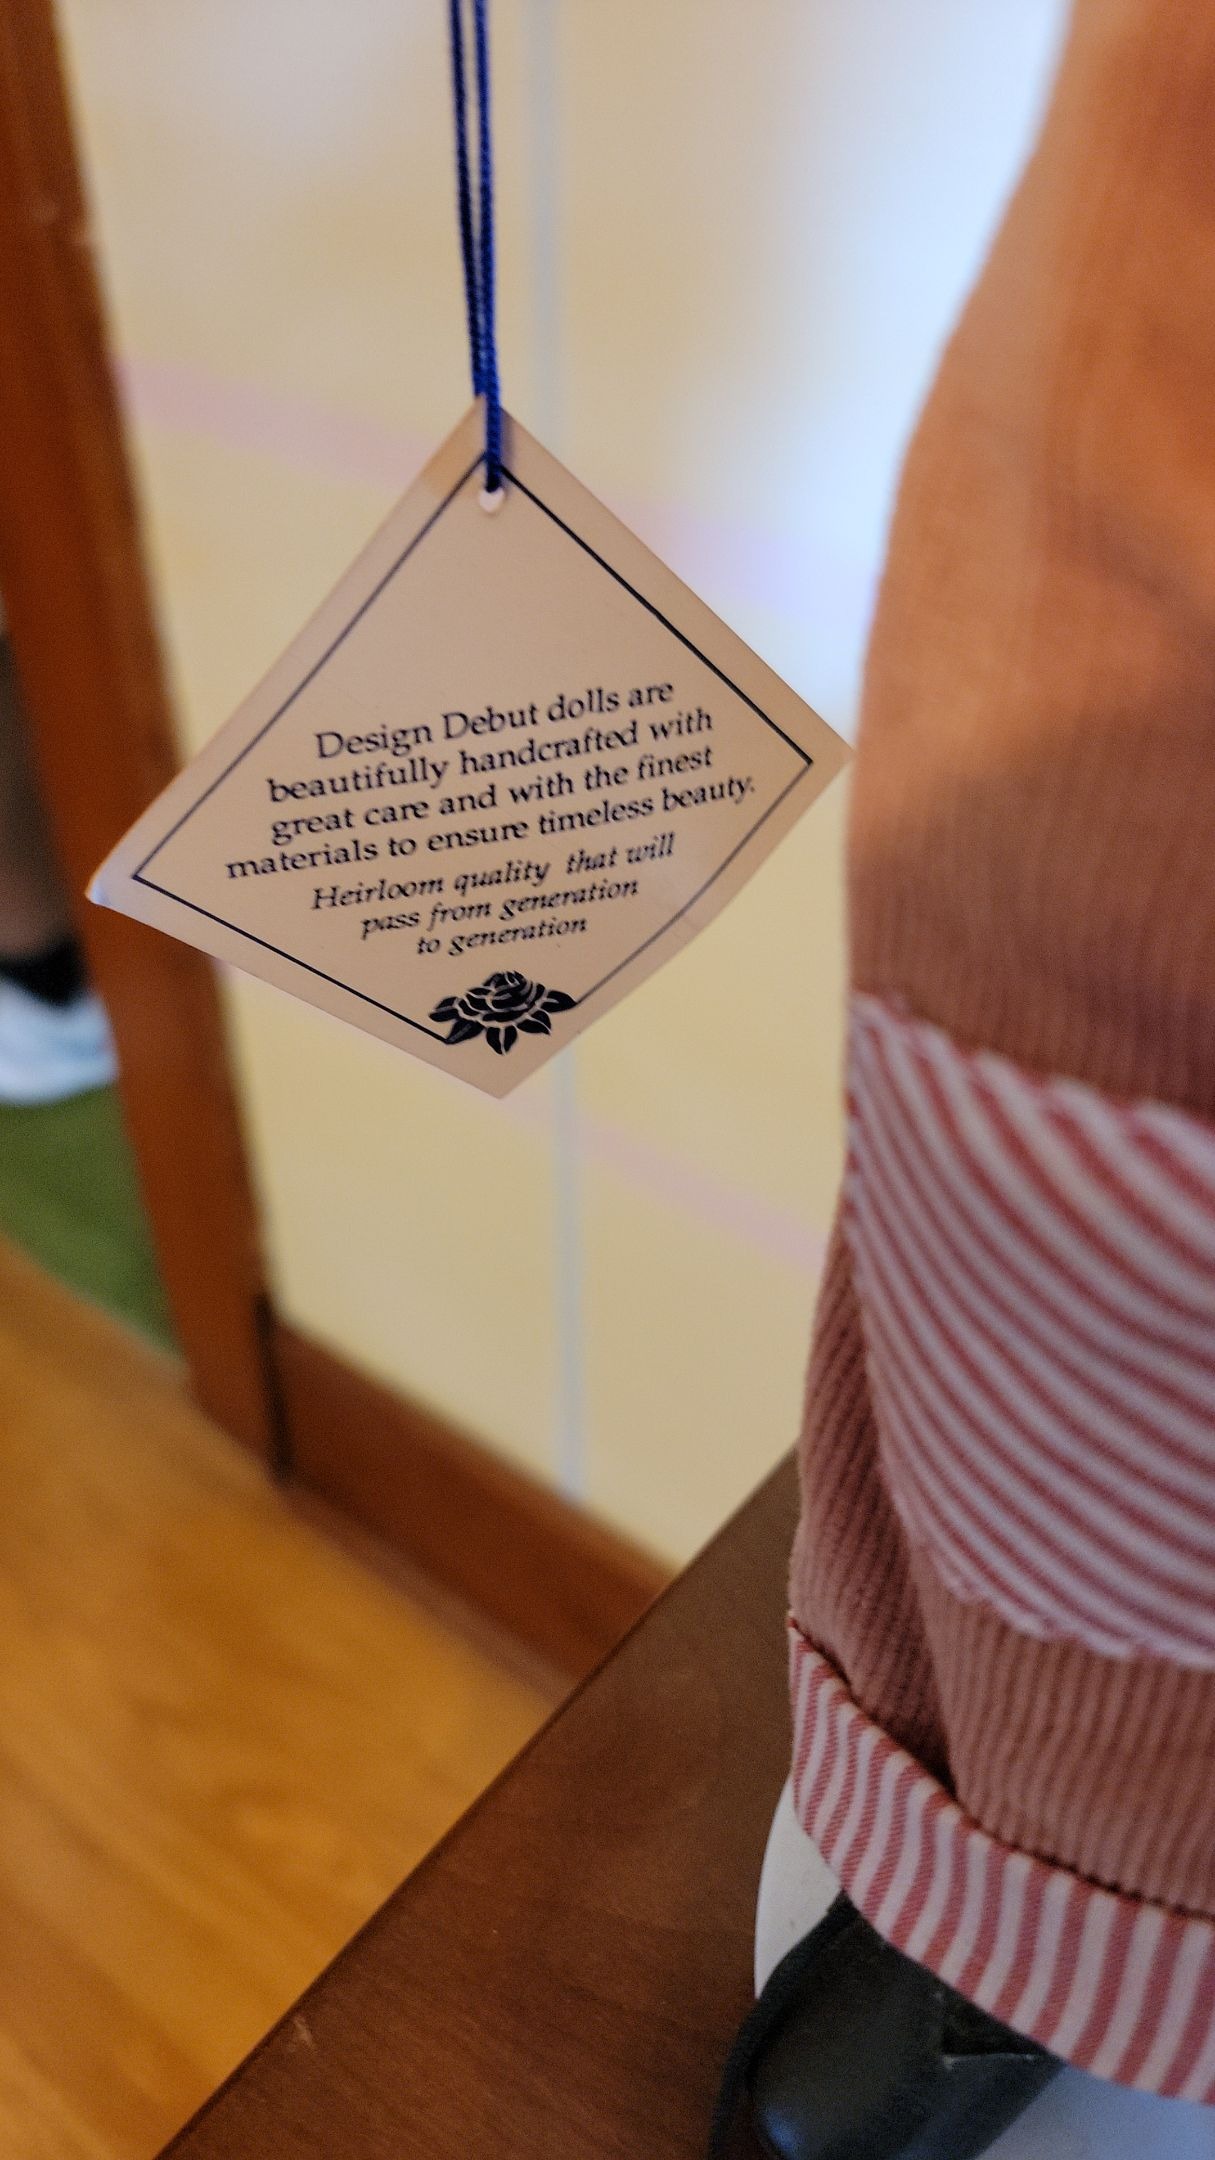 Design Debut dolls are
beautifully handcrafted with
great care and with the finest
materials to ensure timeless beauty.
Heirloom quality that will
pass from generation
to generation